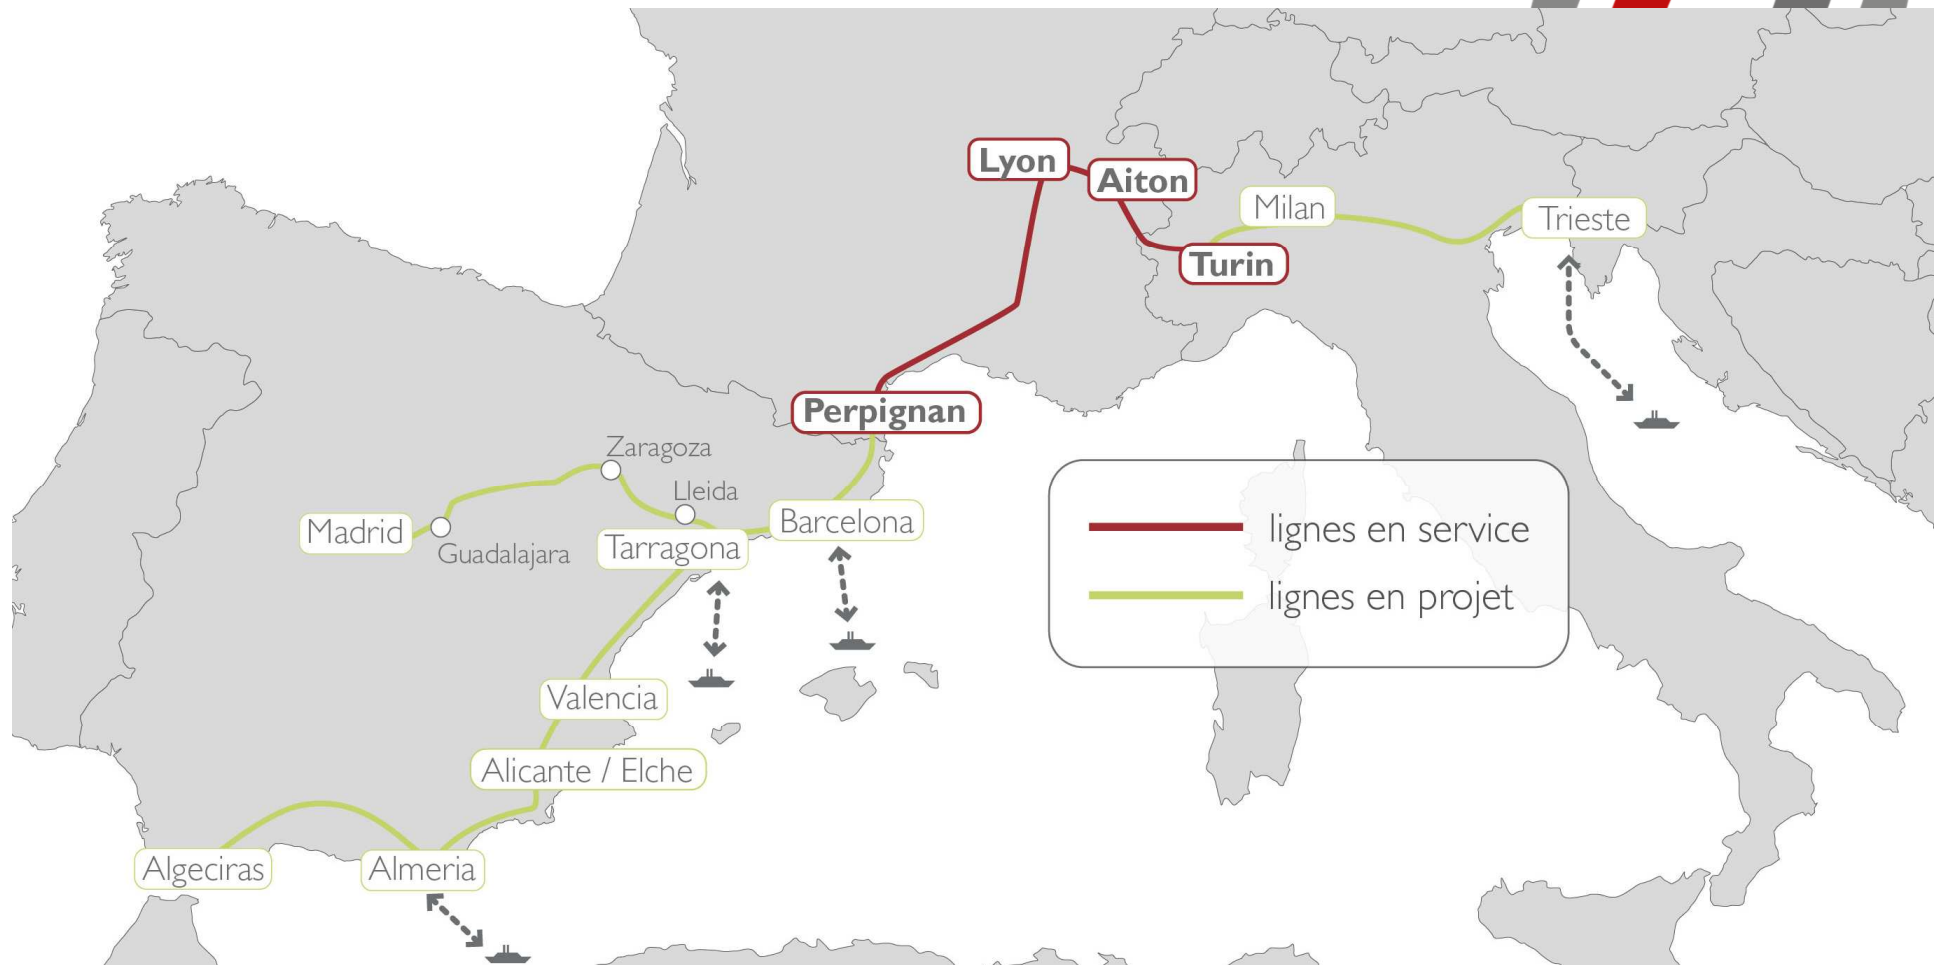 Lyon
Aiton
Milan
Trieste
Turin
Perpignan
Zaragoza
Lleida
Madrid
Guadalajara
Tarragona
Barcelona
lignes en service
lignes en projet
Valencia
Alicante / Elche
Algeciras
Almeria